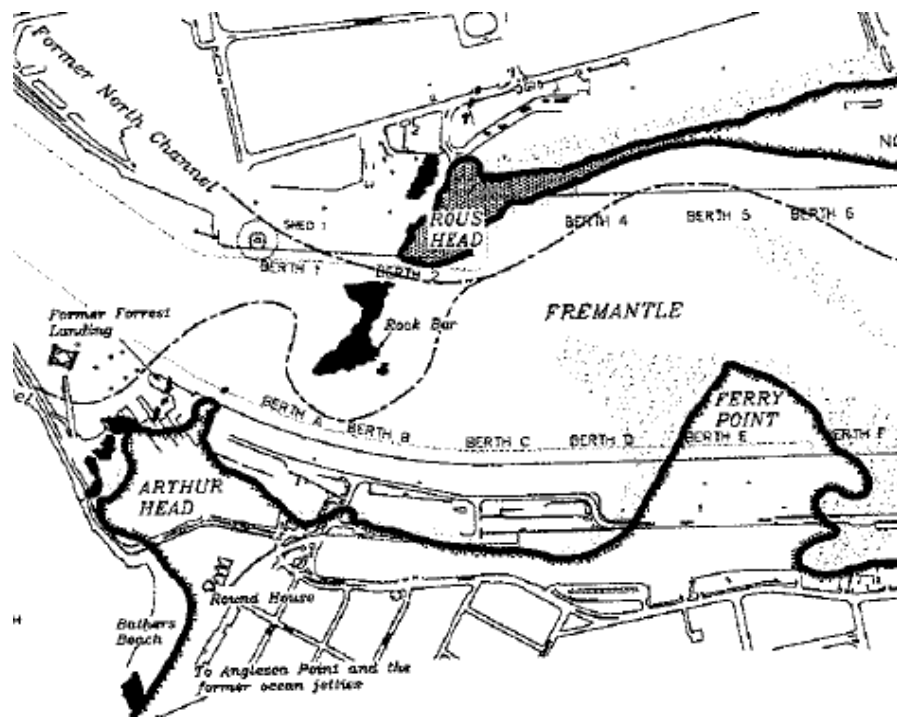 Former North Channel
SHED 1
ROUS
HEAD
BERTH 4
BERTH 5
BERTH 6
BERTH 1
BERTH 2
Former Forrest
Landing
Rock Bar
FREMANTLE
FERRY
POINT
BERTH A
BERTH B
BERTH C
BERTH D
BERTH E
BERTH F
ARTHUR
HEAD
Round House
Bathers
Beach
To Anglesea Point and the
former ocean jetties